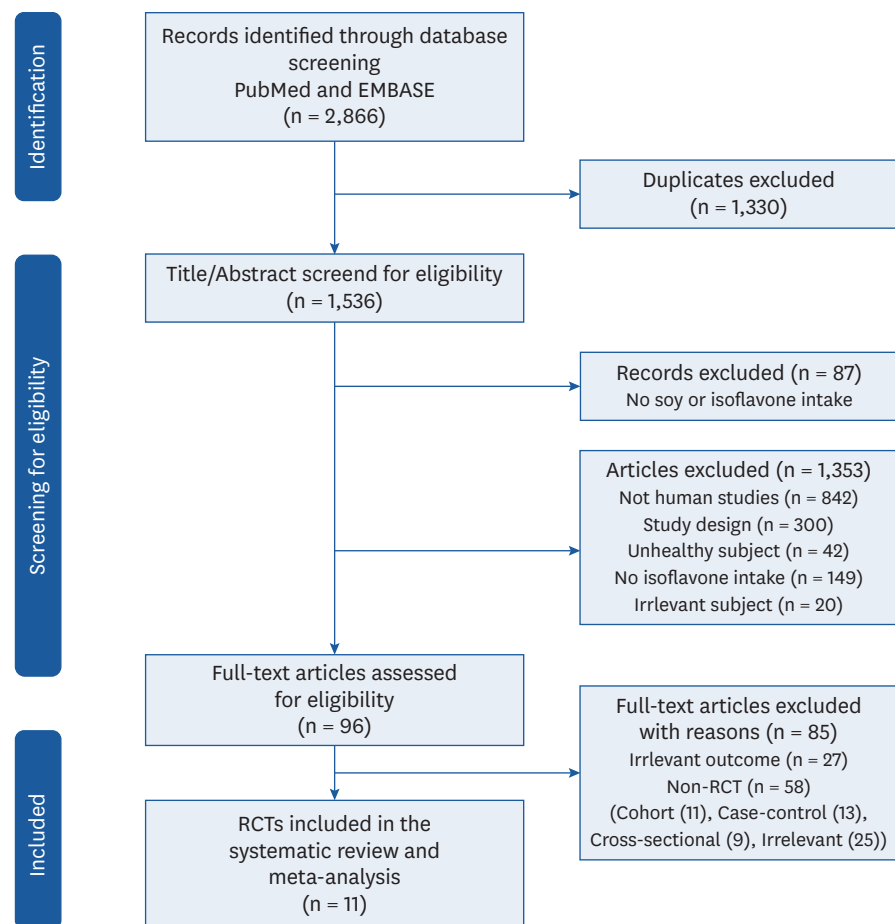 Identification
Records identified through database
screening
PubMed and EMBASE
(n = 2,866)
Duplicates excluded
(n = 1,330)
Screening for eligibility
Title/Abstract screend for eligibility
(n = 1,536)
Records excluded (n = 87)
No soy or isoflavone intake
Articles excluded (n = 1,353)
Not human studies (n = 842)
Study design (n = 300)
Unhealthy subject (n = 42)
No isoflavone intake (n = 149)
Irrlevant subject (n = 20)
Full-text articles assessed
for eligibility
(n = 96)
Full-text articles excluded
with reasons (n = 85)
Irrlevant outcome (n = 27)
Non-RCT (n = 58)
(Cohort (11), Case-control (13),
Cross-sectional (9), Irrelevant (25))
Included
RCTs included in the
systematic review and
meta-analysis
(n = 11)